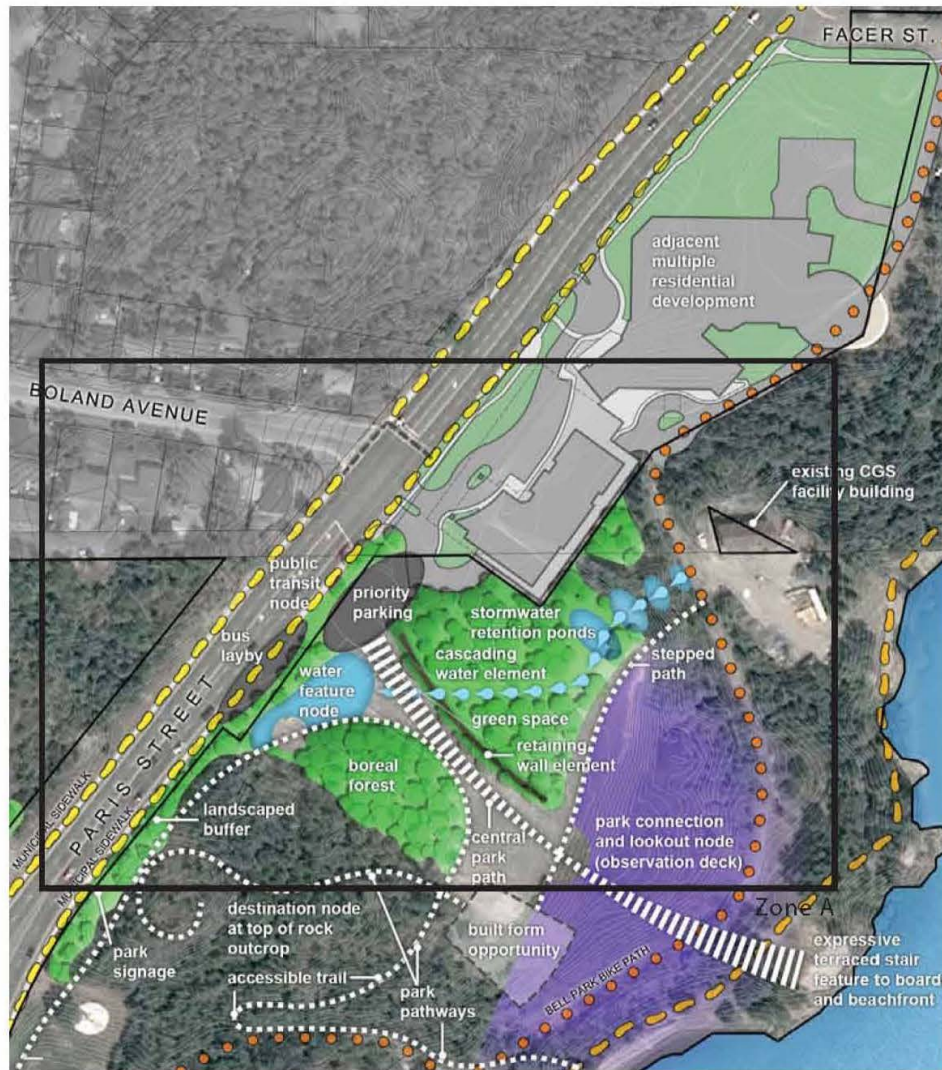 FACER ST.
adjacent
multiple
residential
development
BOLAND AVENUE
existing CGS
facility building
public
transit
node
priority
parking
stormwater
retention ponds
cascading
water element
stepped
path
bus
layby
water
feature
node
green space
retaining
wall element
boreal
forest
PARIS STREET
MUNICIPAL SIDEWALK
MUNICIPAL SIDEWALK
landscaped
buffer
central
park
path
park connection
and lookout node
(observation deck)
Zone A
destination node
at top of rock
outcrop
built form
opportunity
park
signage
accessible trail
park
pathways
BELL PARK BIKE PATH
expressive
terraced stair
feature to board
and beachfront